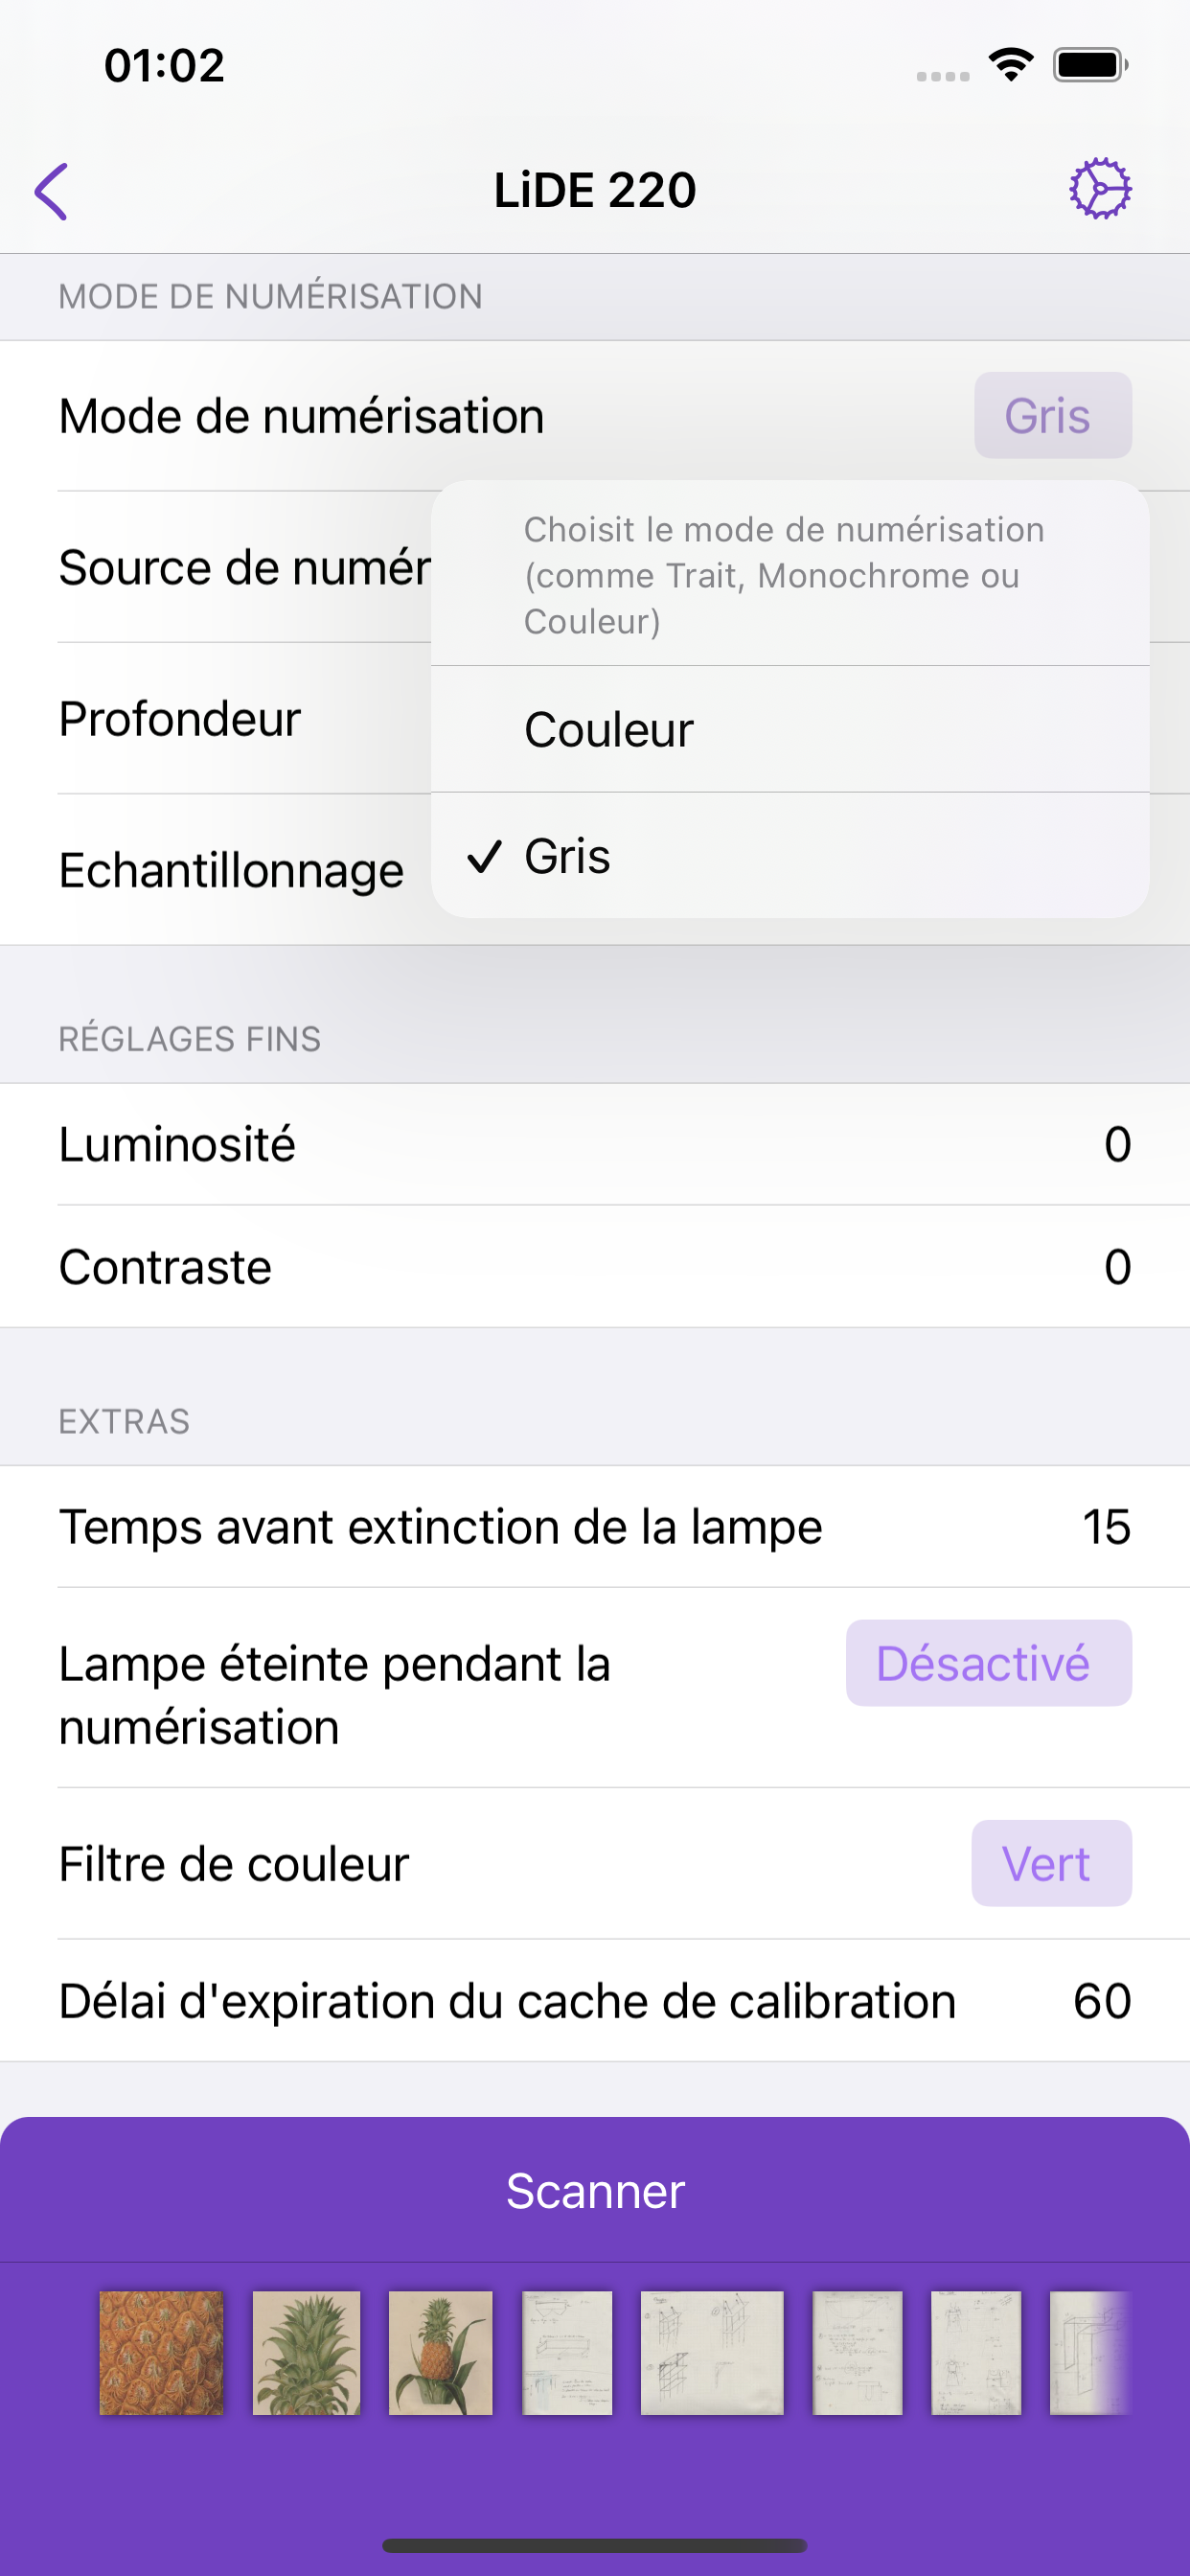 01:02
LiDE 220
MODE DE NUMÉRISATION
Mode de numérisation
Gris
Source de numér
Choisit le mode de numérisation
(comme Trait, Monochrome ou
Couleur)
Profondeur
Couleur
Echantillonnage
Gris
RÉGLAGES FINS
Luminosité
0
Contraste
0
EXTRAS
Temps avant extinction de la lampe
15
Lampe éteinte pendant la
numérisation
Désactivé
Filtre de couleur
Vert
Délai d'expiration du cache de calibration
60
Scanner